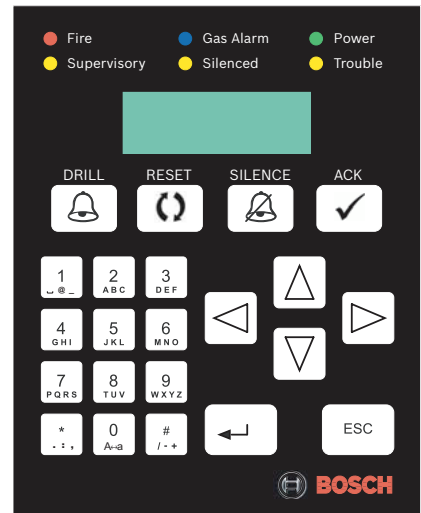 Fire Gas Alarm Power
Supervisory Silenced Trouble
DRILL RESET SILENCE ACK
1 2 3
␣ @ _ ABC DEF
4 5 6
GHI JKL MNO
7 8 9
PQRS TUV WXYZ
* 0 #
. : , A↔a / - +
ESC
BOSCH